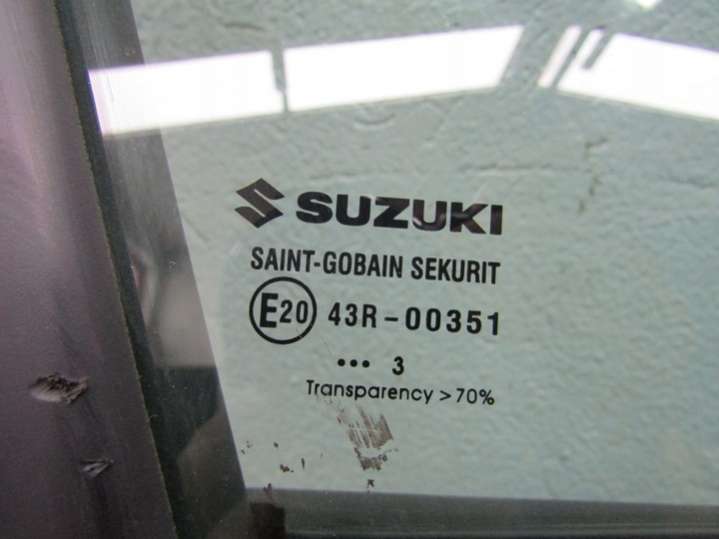 SUZUKI
SAINT-GOBAIN SEKURIT
E20 43R-00351
••• 3
Transparency > 70%